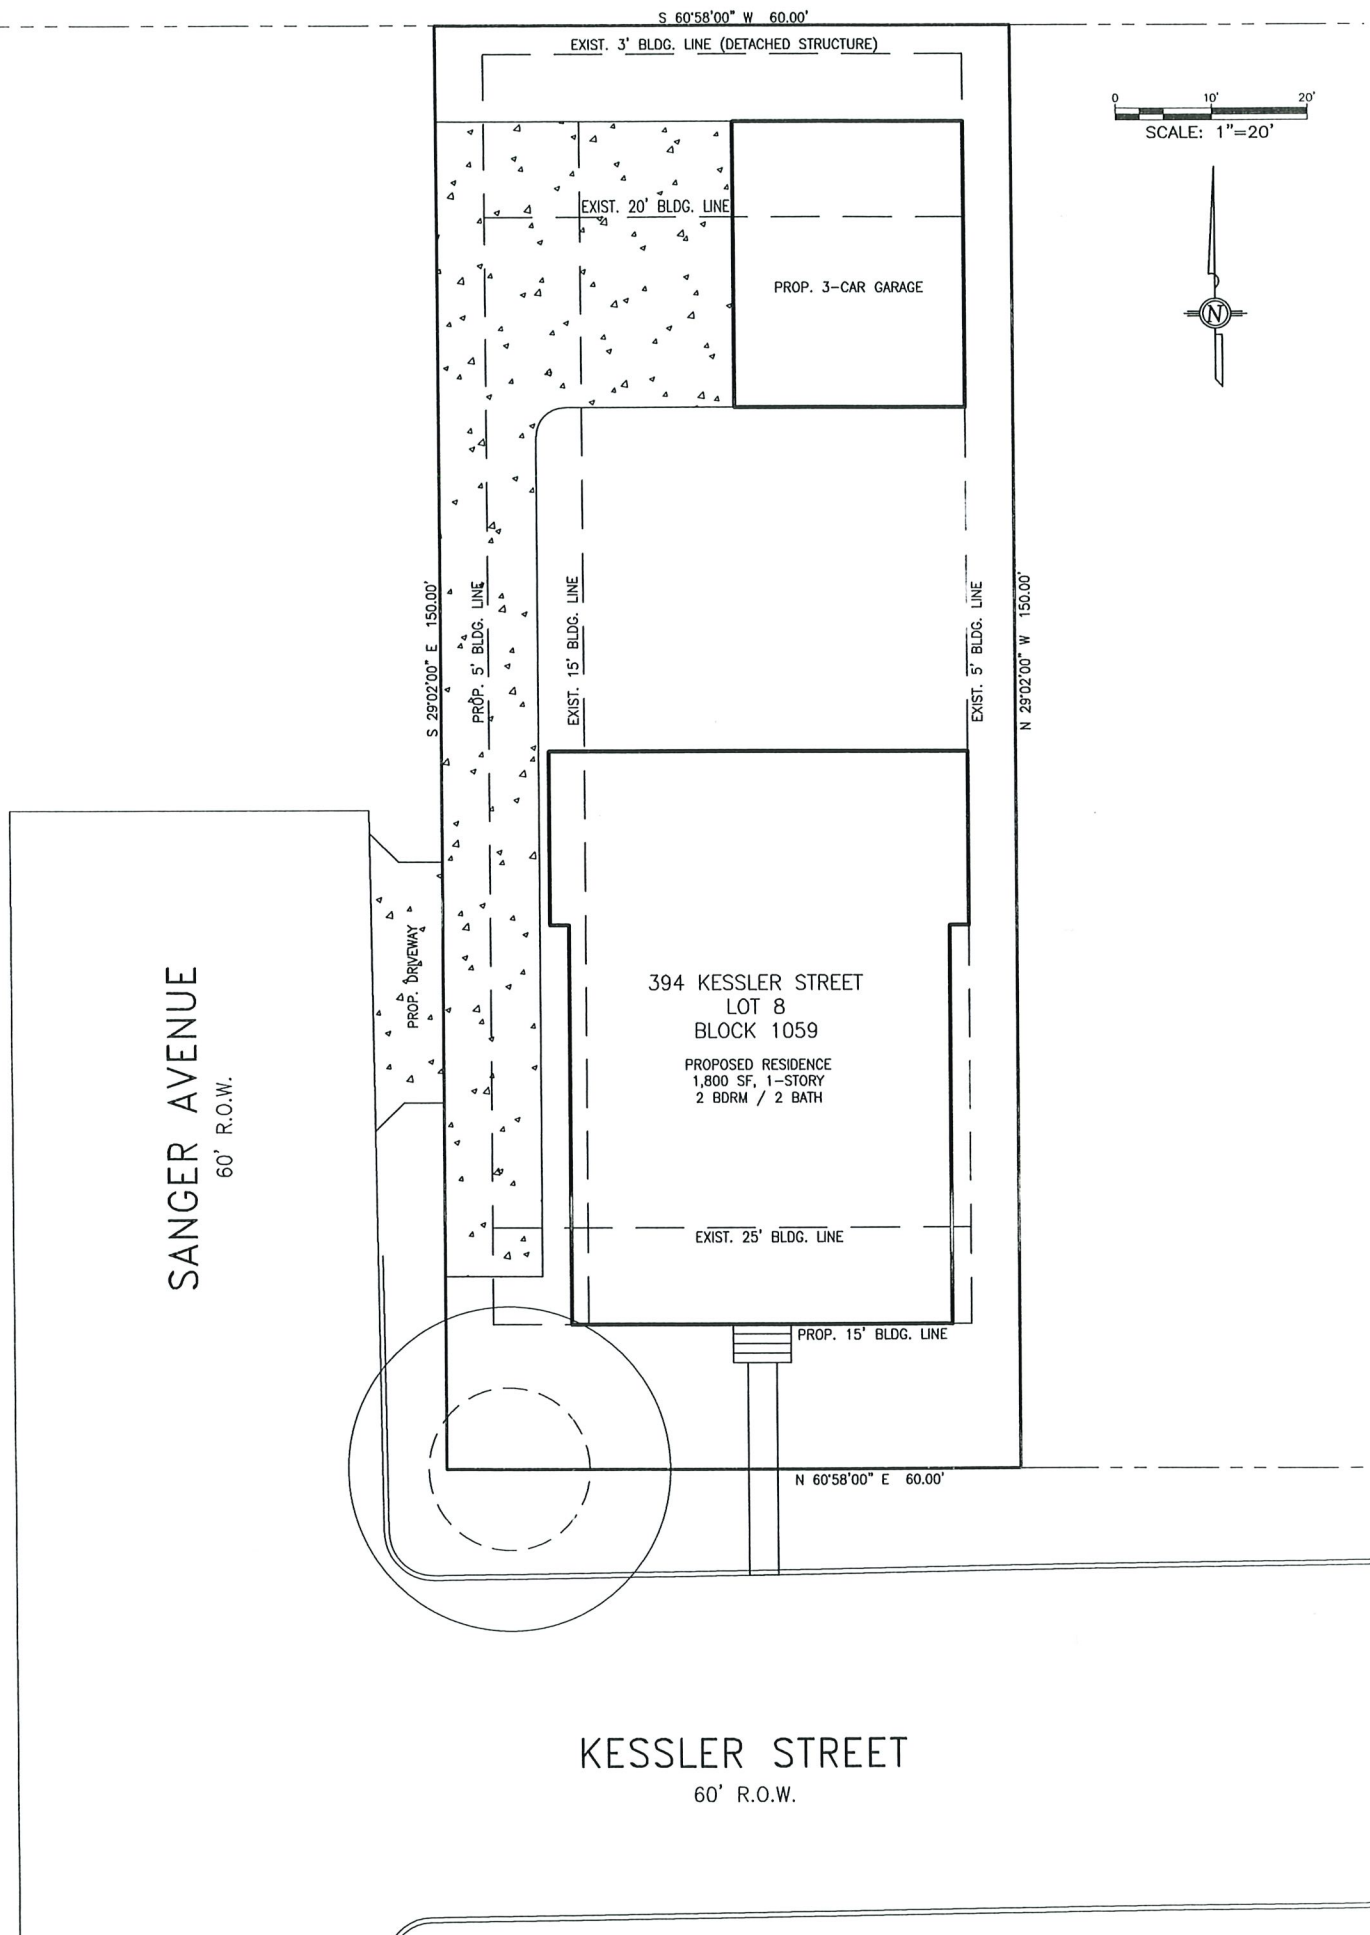 S 60°58'00" W 60.00'
EXIST. 3' BLDG. LINE (DETACHED STRUCTURE)
0 10' 20'
SCALE: 1"=20'
EXIST. 20' BLDG. LINE
PROP. 3-CAR GARAGE
N
S 29°02'00" E 150.00'
PROP. 5' BLDG. LINE
EXIST. 15' BLDG. LINE
EXIST. 5' BLDG. LINE
N 29°02'00" W 150.00'
PROP. DRIVEWAY
SANGER AVENUE
60' R.O.W.
394 KESSLER STREET
LOT 8
BLOCK 1059
PROPOSED RESIDENCE
1,800 SF, 1-STORY
2 BDRM / 2 BATH
EXIST. 25' BLDG. LINE
PROP. 15' BLDG. LINE
N 60°58'00" E 60.00'
KESSLER STREET
60' R.O.W.